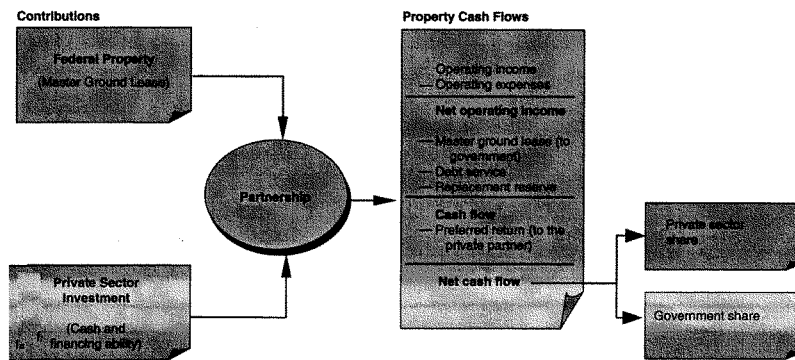 Contributions
Federal Property
(Master Ground Lease)
Private Sector
Investment
(Cash and
financing ability)
Partnership
Property Cash Flows
Operating income
— Operating expenses
Net operating income
— Master ground lease (to
government)
— Debt service
— Replacement reserve
Cash flow
— Preferred return (to the
private partner)
Net cash flow
Private sector
share
Government share